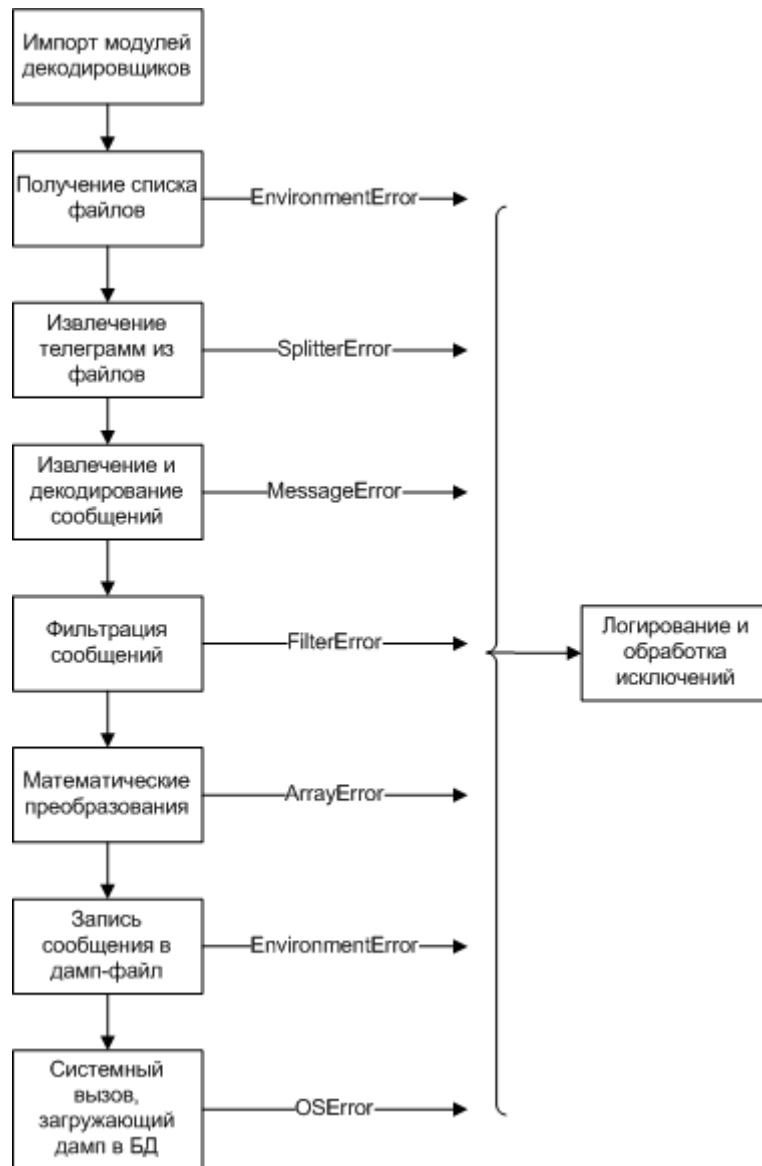 Импорт модулей
декодировщиков
Получение списка
файлов
EnvironmentError
Извлечение
телеграмм из
файлов
SplitterError
Извлечение и
декодирование
сообщений
MessageError
Фильтрация
сообщений
FilterError
Логирование и
обработка
исключений
Математические
преобразования
ArrayError
Запись
сообщения в
дамп-файл
EnvironmentError
Системный
вызов,
загружающий
дамп в БД
OSError